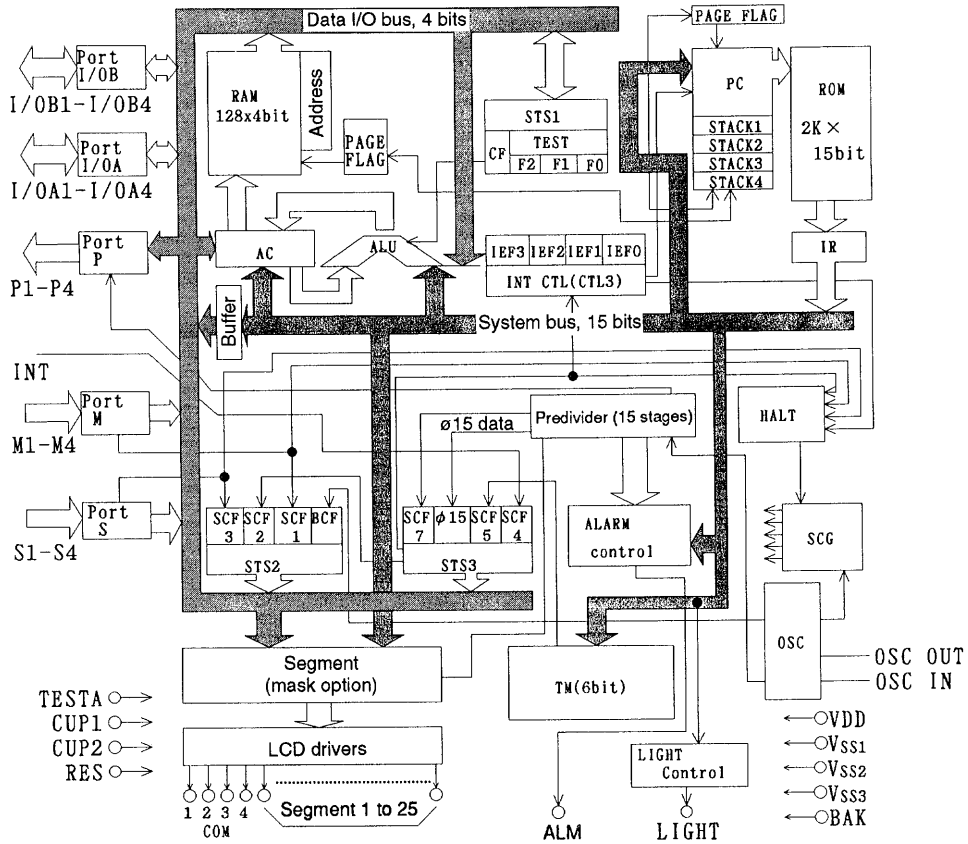 Data I/O bus, 4 bits
PAGE FLAG
Port
I/OB
I/OB1-I/OB4
Port
I/OA
I/OA1-I/OA4
RAM
128x4bit
Address
PAGE
FLAG
STS1
TEST
CF
F2 F1 F0
PC
STACK1
STACK2
STACK3
STACK4
ROM
2K ×
15bit
IR
Port
P
P1-P4
AC
ALU
IEF3 IEF2 IEF1 IEF0
INT CTL(CTL3)
Buffer
System bus, 15 bits
INT
Port
M
M1-M4
Port
S
S1-S4
ø15 data
Predivider (15 stages)
HALT
SCF
3
SCF
2
SCF
1
BCF
STS2
SCF
7
φ15
SCF
5
SCF
4
STS3
ALARM
control
SCG
OSC
OSC OUT
OSC IN
Segment
(mask option)
TM(6bit)
TESTA
CUP1
CUP2
RES
LCD drivers
LIGHT
Control
VDD
VSS1
VSS2
VSS3
BAK
1 2 3 4
COM
Segment 1 to 25
ALM
LIGHT